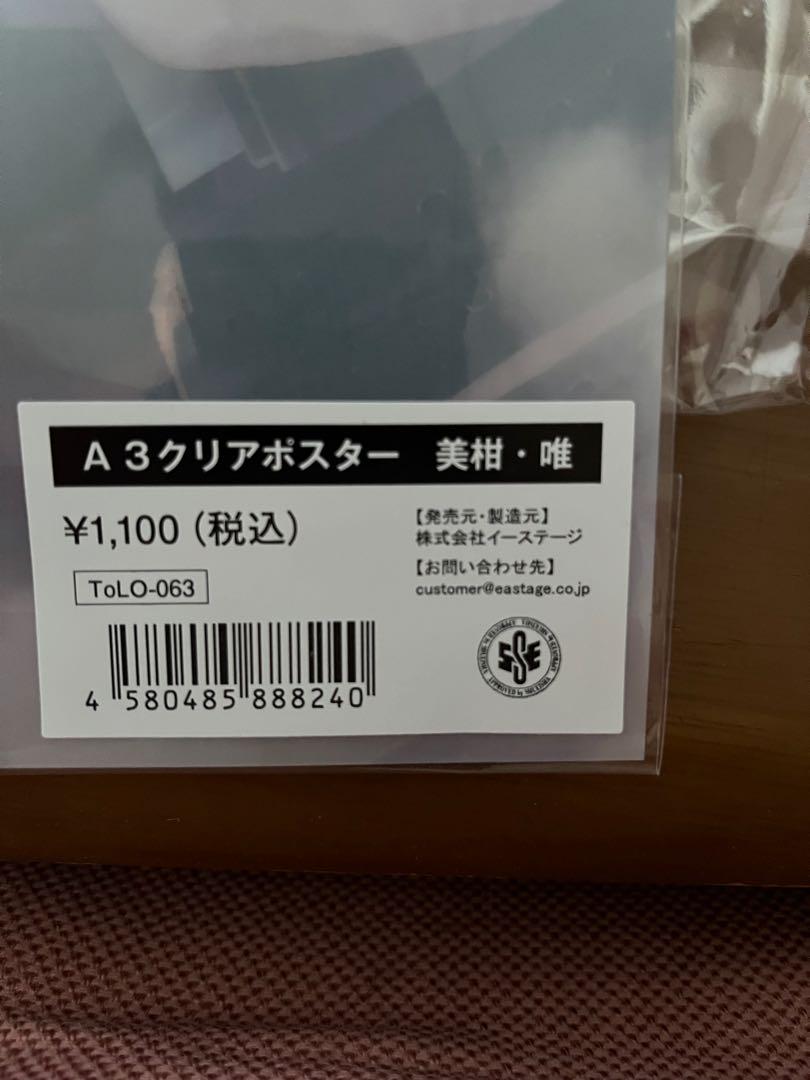 A3クリアポスター 美柑・唯
¥1,100(税込)
ToLO-063
【発売元・製造元】
株式会社イーステージ
【お問い合わせ先】
customer@eastage.co.jp
4 580485 888240